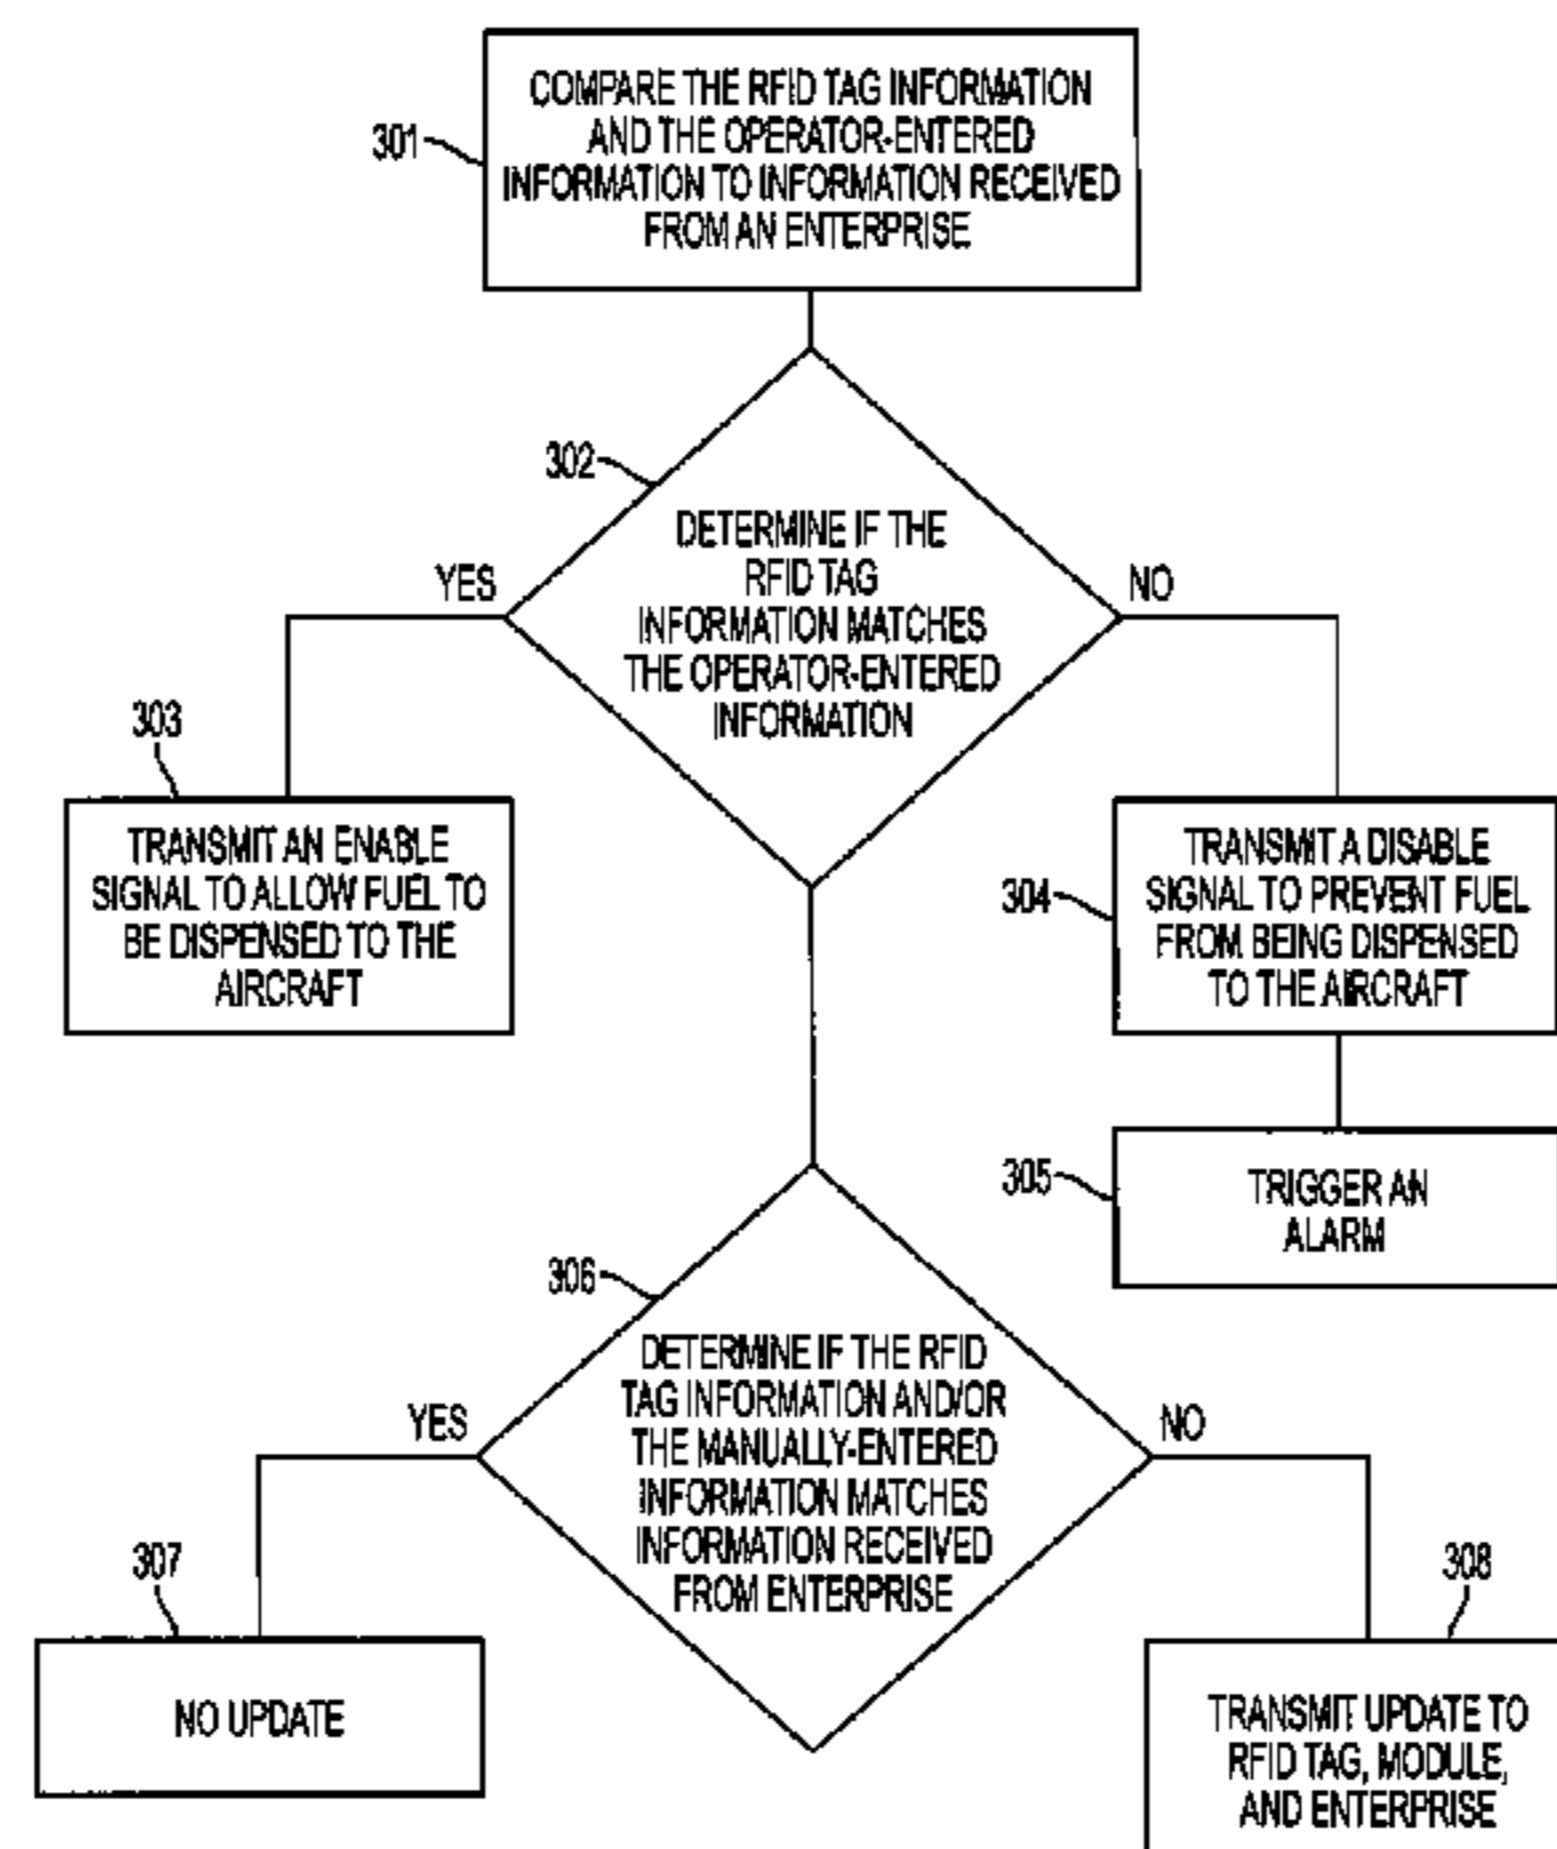 COMPARE THE RFID TAG INFORMATION
AND THE OPERATOR-ENTERED
INFORMATION TO INFORMATION RECEIVED
FROM AN ENTERPRISE
301
302
DETERMINE IF THE
RFID TAG
INFORMATION MATCHES
THE OPERATOR-ENTERED
INFORMATION
YES
NO
303
TRANSMIT AN ENABLE
SIGNAL TO ALLOW FUEL TO
BE DISPENSED TO THE
AIRCRAFT
304
TRANSMIT A DISABLE
SIGNAL TO PREVENT FUEL
FROM BEING DISPENSED
TO THE AIRCRAFT
305
TRIGGER AN
ALARM
306
DETERMINE IF THE RFID
TAG INFORMATION AND/OR
THE MANUALLY-ENTERED
INFORMATION MATCHES
INFORMATION RECEIVED
FROM ENTERPRISE
YES
NO
307
NO UPDATE
308
TRANSMIT UPDATE TO
RFID TAG, MODULE,
AND ENTERPRISE